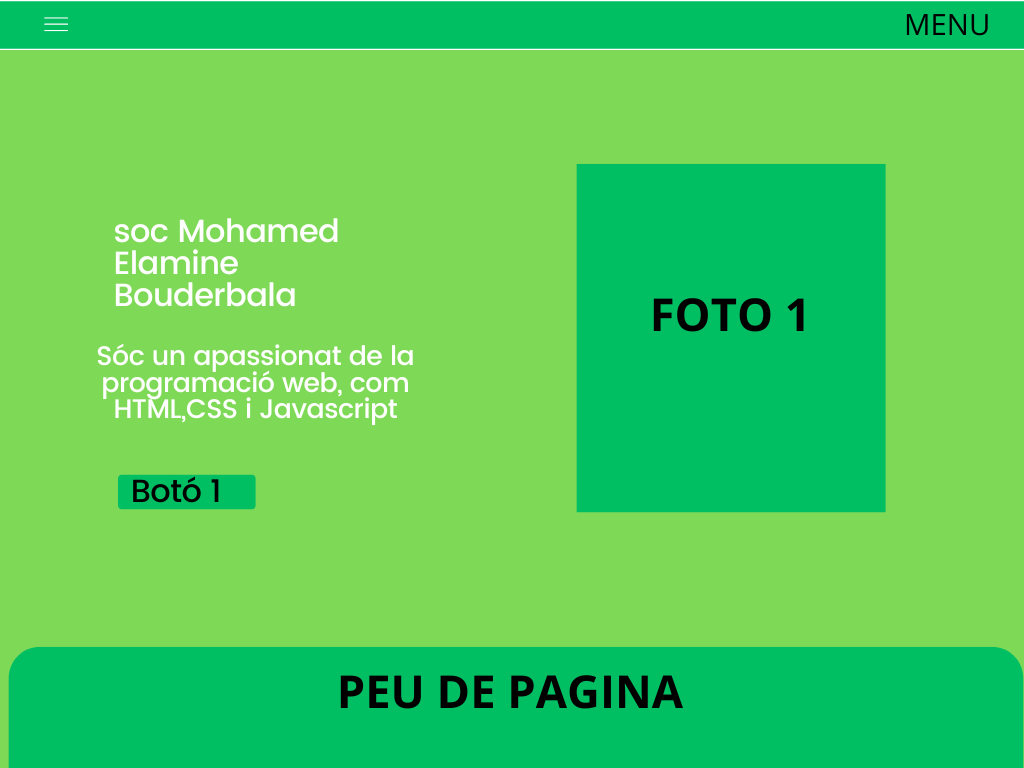 MENU
soc Mohamed
Elamine
Bouderbala
Sóc un apassionat de la
programació web, com
HTML,CSS i Javascript
Botó 1
FOTO 1
PEU DE PAGINA